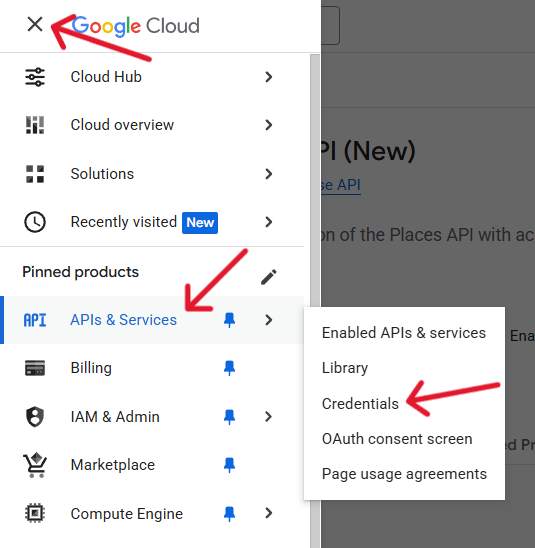 Google Cloud
Cloud Hub
Cloud overview
Solutions
Recently visited New
Pinned products
API APIs & Services
Billing
IAM & Admin
Marketplace
Compute Engine
Enabled APIs & services
Library
Credentials
OAuth consent screen
Page usage agreements
PI (New)
se API
on of the Places API with ac
Ena
ed Pr